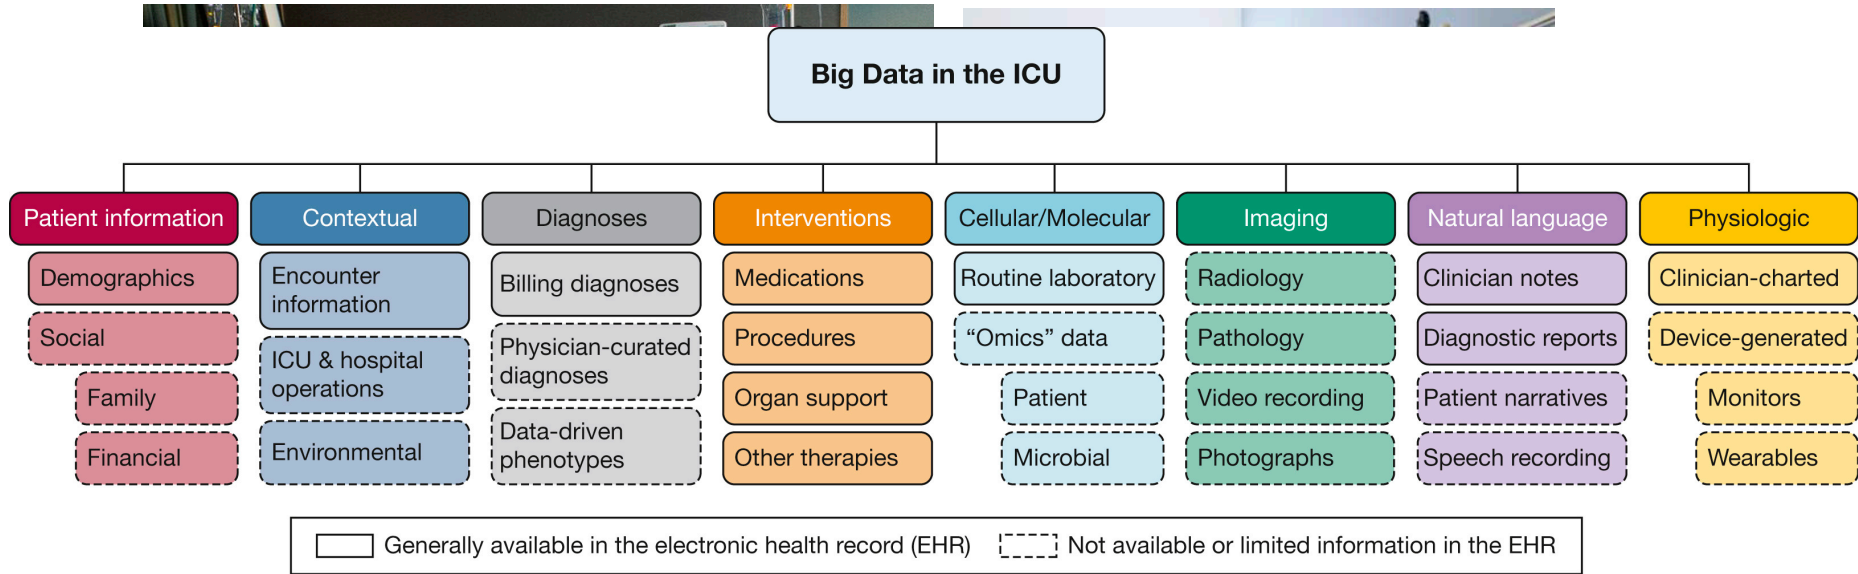 Big Data in the ICU
Patient information
Contextual
Diagnoses
Interventions
Cellular/Molecular
Imaging
Natural language
Physiologic
Demographics
Social
Family
Financial
Encounter
information
ICU & hospital
operations
Environmental
Billing diagnoses
Physician-curated
diagnoses
Data-driven
phenotypes
Medications
Procedures
Organ support
Other therapies
Routine laboratory
“Omics” data
Patient
Microbial
Radiology
Pathology
Video recording
Photographs
Clinician notes
Diagnostic reports
Patient narratives
Speech recording
Clinician-charted
Device-generated
Monitors
Wearables
Generally available in the electronic health record (EHR)
Not available or limited information in the EHR